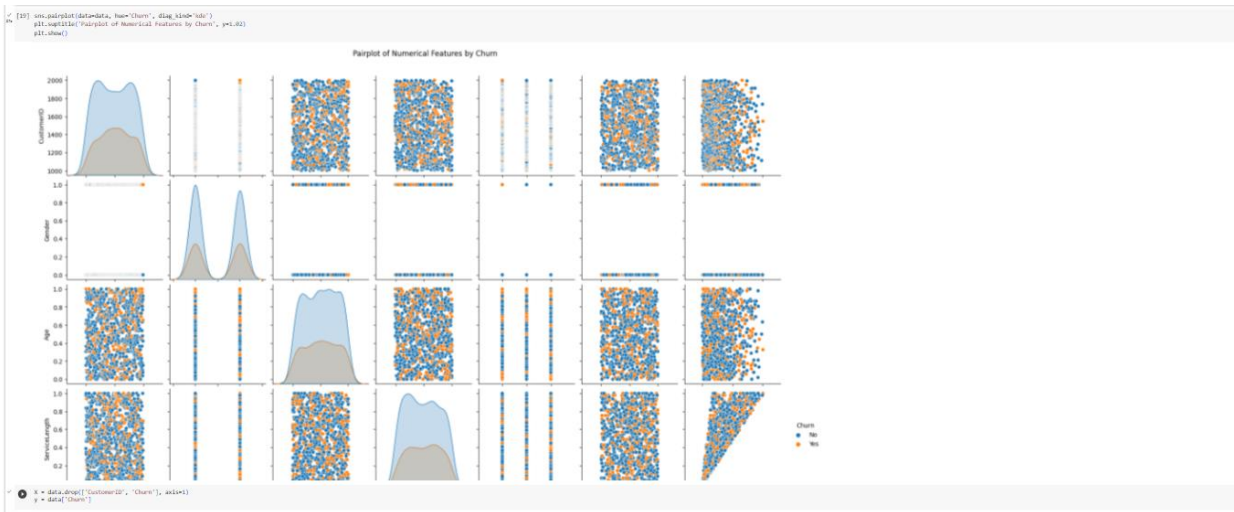 [19] sns.pairplot(data=data, hue='Churn', diag_kind='kde')
plt.suptitle('Pairplot of Numerical Features by Churn', y=1.02)
plt.show()
Pairplot of Numerical Features by Churn
2000
1800
1600
1400
1200
1000
CustomerID
1.0
0.8
0.6
0.4
0.2
0.0
Gender
1.0
0.8
0.6
0.4
0.2
0.0
Age
1.0
0.8
0.6
0.4
0.2
ServiceLength
Churn
No
Yes
X = data.drop(['CustomerID', 'Churn'], axis=1)
y = data['Churn']